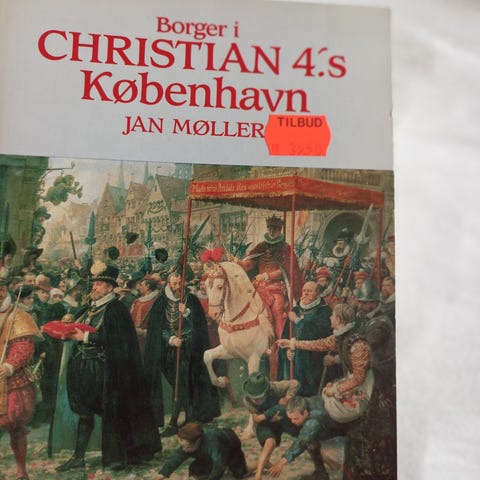 Borger i
CHRISTIAN 4.'s
København
JAN MØLLER
TILBUD